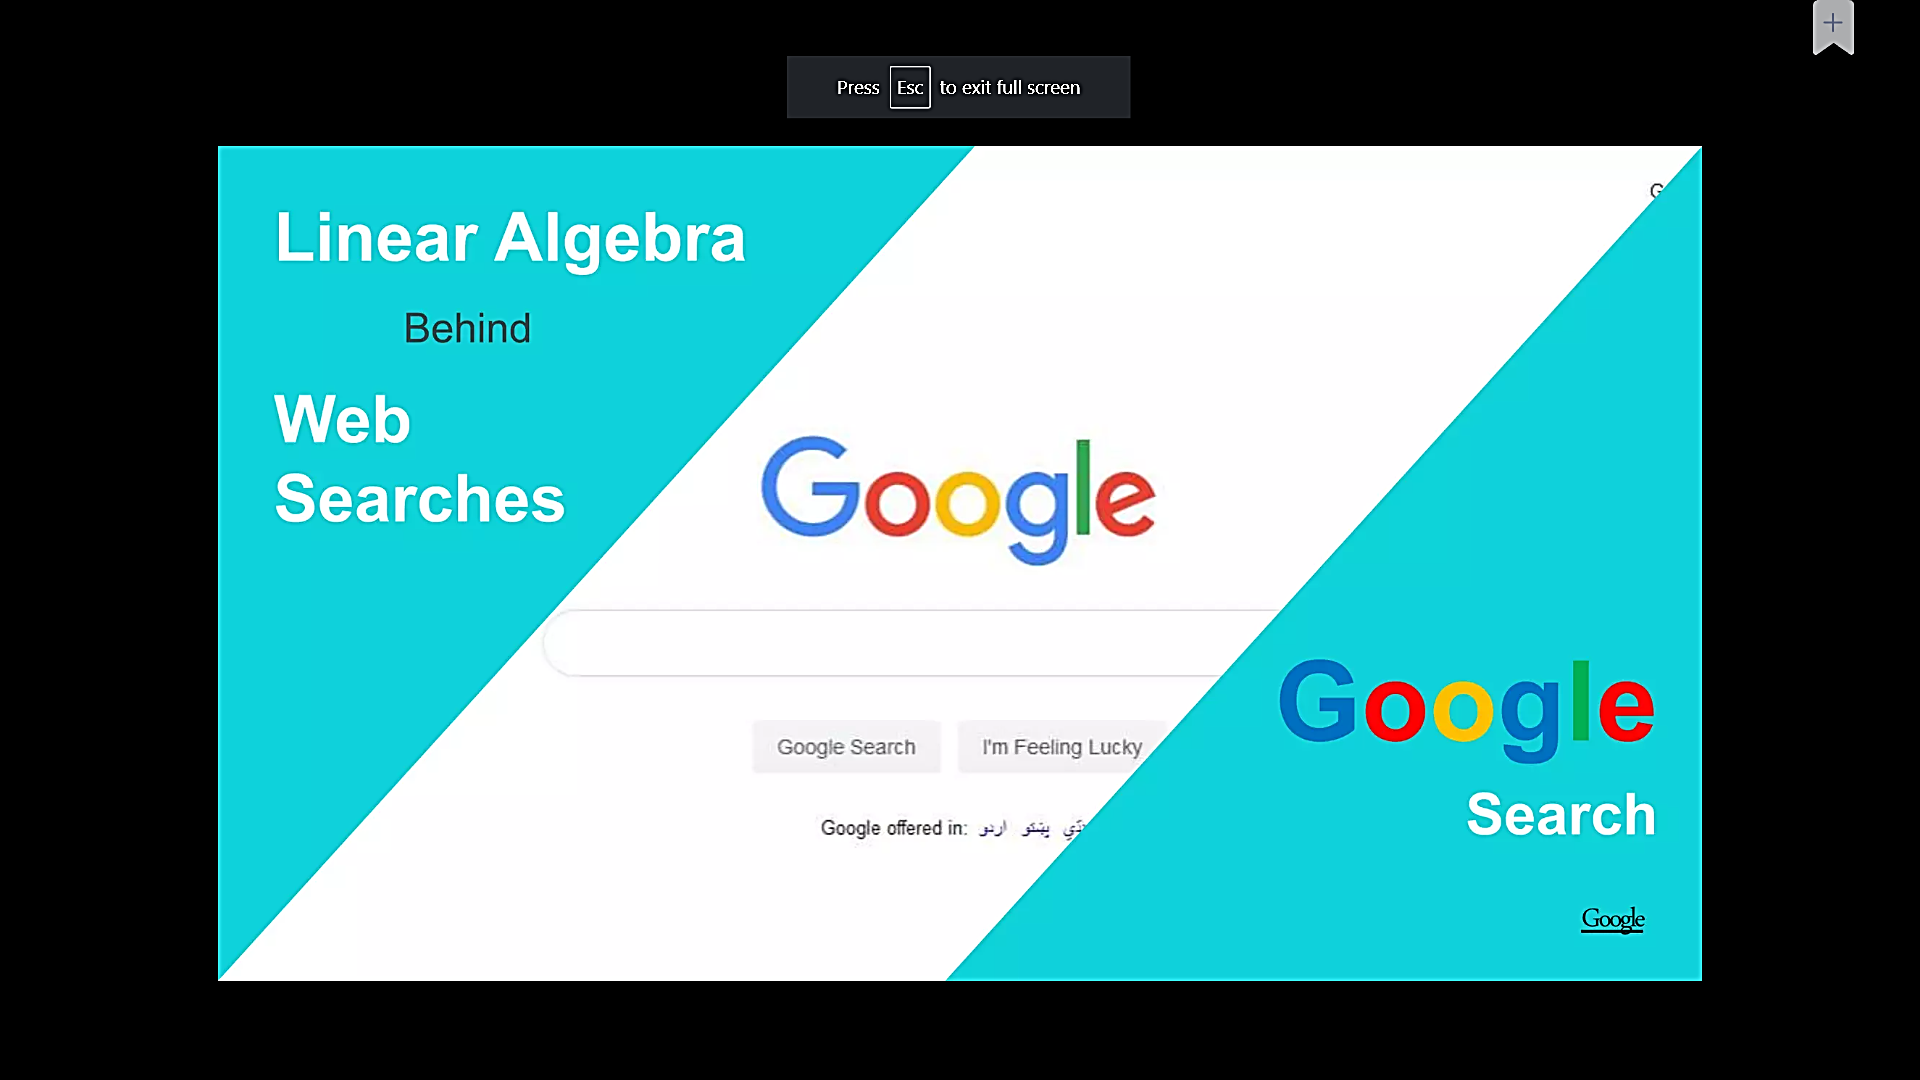 Press Esc to exit full screen
Linear Algebra
Behind
Web
Searches
Google
Google Search
I'm Feeling Lucky
Google offered in: اردو پښتو
Google
Search
Google